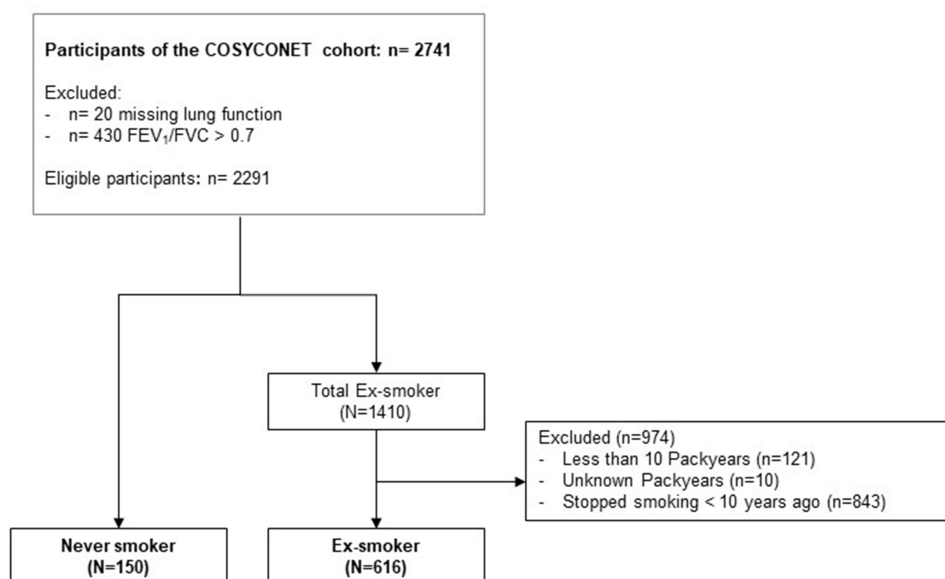 Participants of the COSYCONET cohort: n= 2741
Excluded:
- n= 20 missing lung function
- n= 430 FEV₁/FVC > 0.7
Eligible participants: n= 2291
Total Ex-smoker
(N=1410)
Excluded (n=974)
- Less than 10 Packyears (n=121)
- Unknown Packyears (n=10)
- Stopped smoking < 10 years ago (n=843)
Never smoker
(N=150)
Ex-smoker
(N=616)